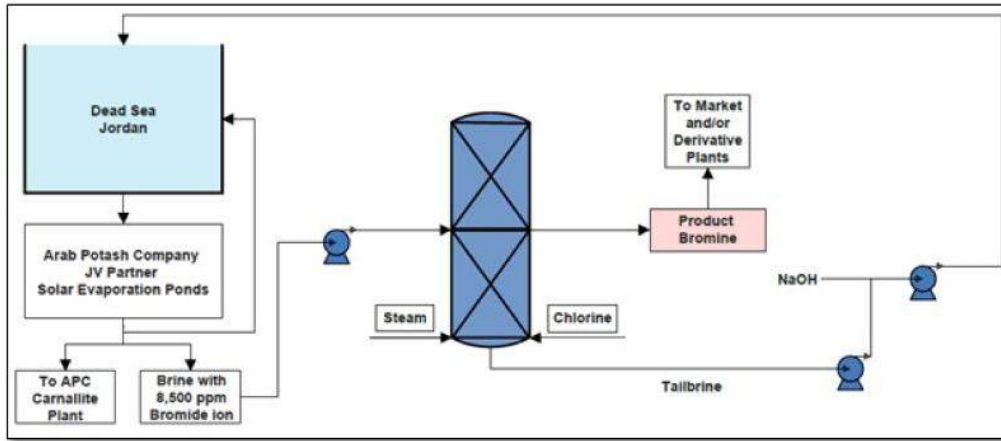 Dead Sea
Jordan
Arab Potash Company
JV Partner
Solar Evaporation Ponds
To APC
Carnallite
Plant
Brine with
8,500 ppm
Bromide ion
Steam
Chlorine
To Market
and/or
Derivative
Plants
Product
Bromine
NaOH
Tailbrine